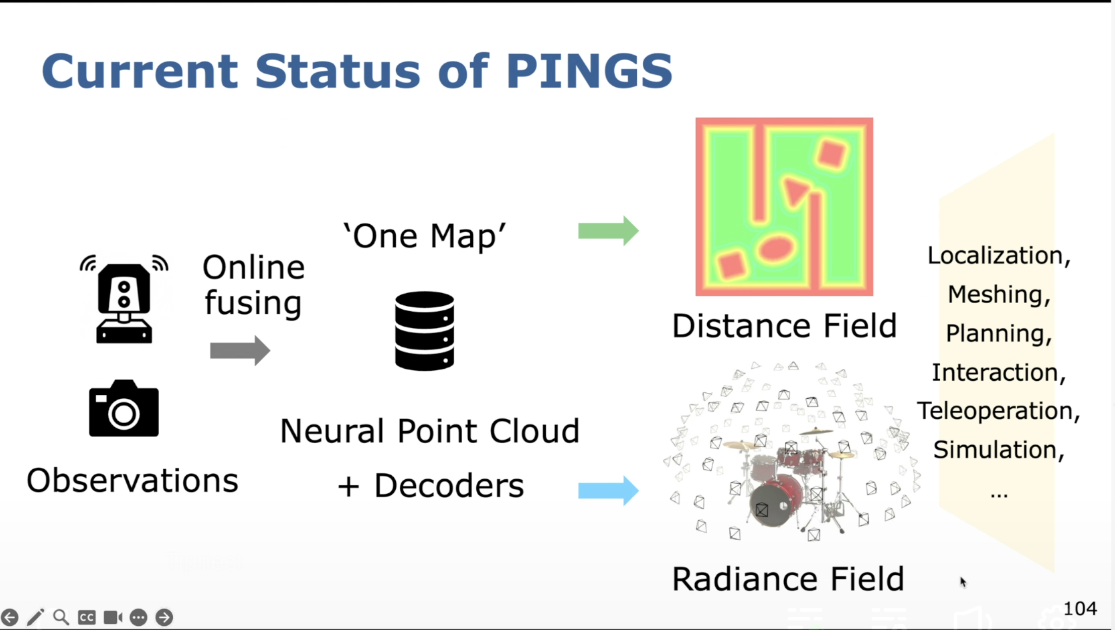 Current Status of PINGS
Observations
Online
fusing
‘One Map’
Neural Point Cloud
+ Decoders
Distance Field
Radiance Field
Localization,
Meshing,
Planning,
Interaction,
Teleoperation,
Simulation,
...
CC
104